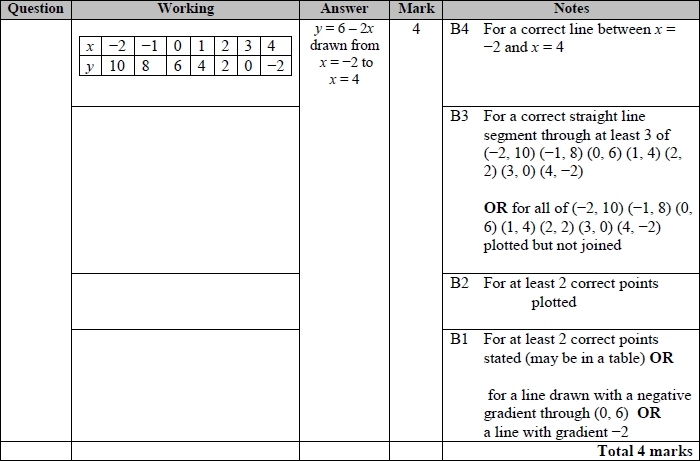 Question Working Answer Mark Notes
x −2 −1 0 1 2 3 4
y 10 8 6 4 2 0 −2
y = 6 – 2x
drawn from
x = −2 to
x = 4
4
B4 For a correct line between x =
−2 and x = 4
B3 For a correct straight line
segment through at least 3 of
(−2, 10) (−1, 8) (0, 6) (1, 4) (2,
2) (3, 0) (4, −2)
OR for all of (−2, 10) (−1, 8) (0,
6) (1, 4) (2, 2) (3, 0) (4, −2)
plotted but not joined
B2 For at least 2 correct points
plotted
B1 For at least 2 correct points
stated (may be in a table) OR
for a line drawn with a negative
gradient through (0, 6) OR
a line with gradient −2
Total 4 marks